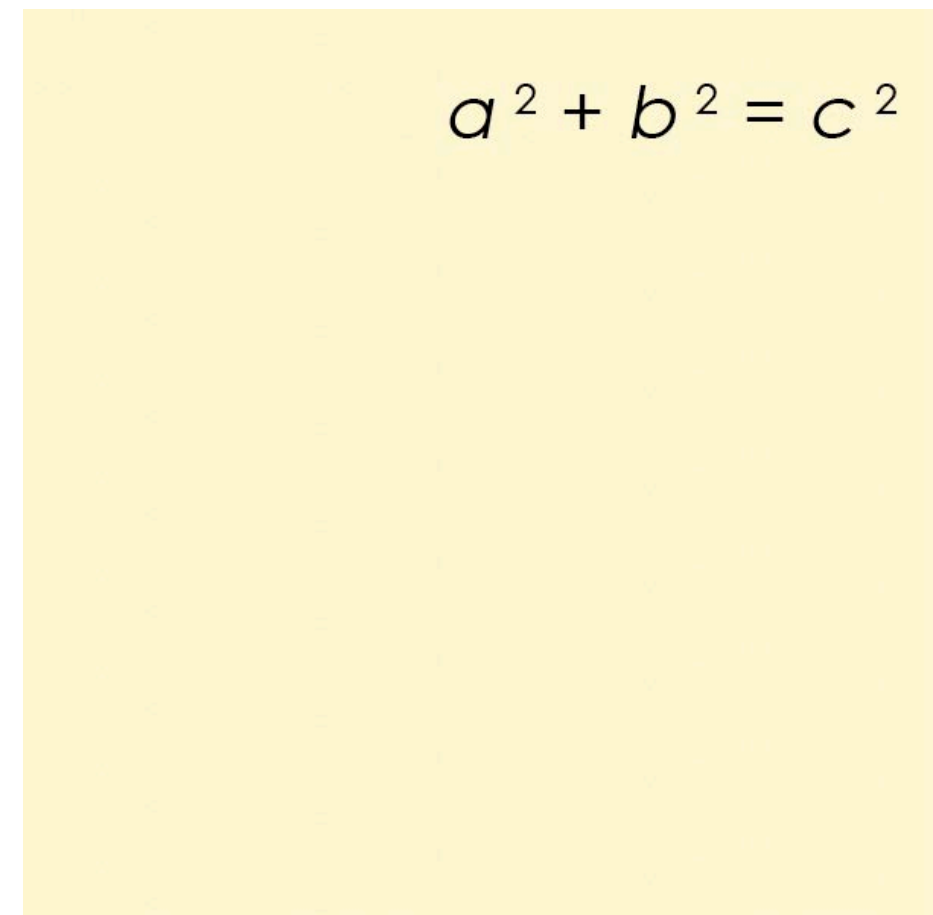 a² + b² = c²